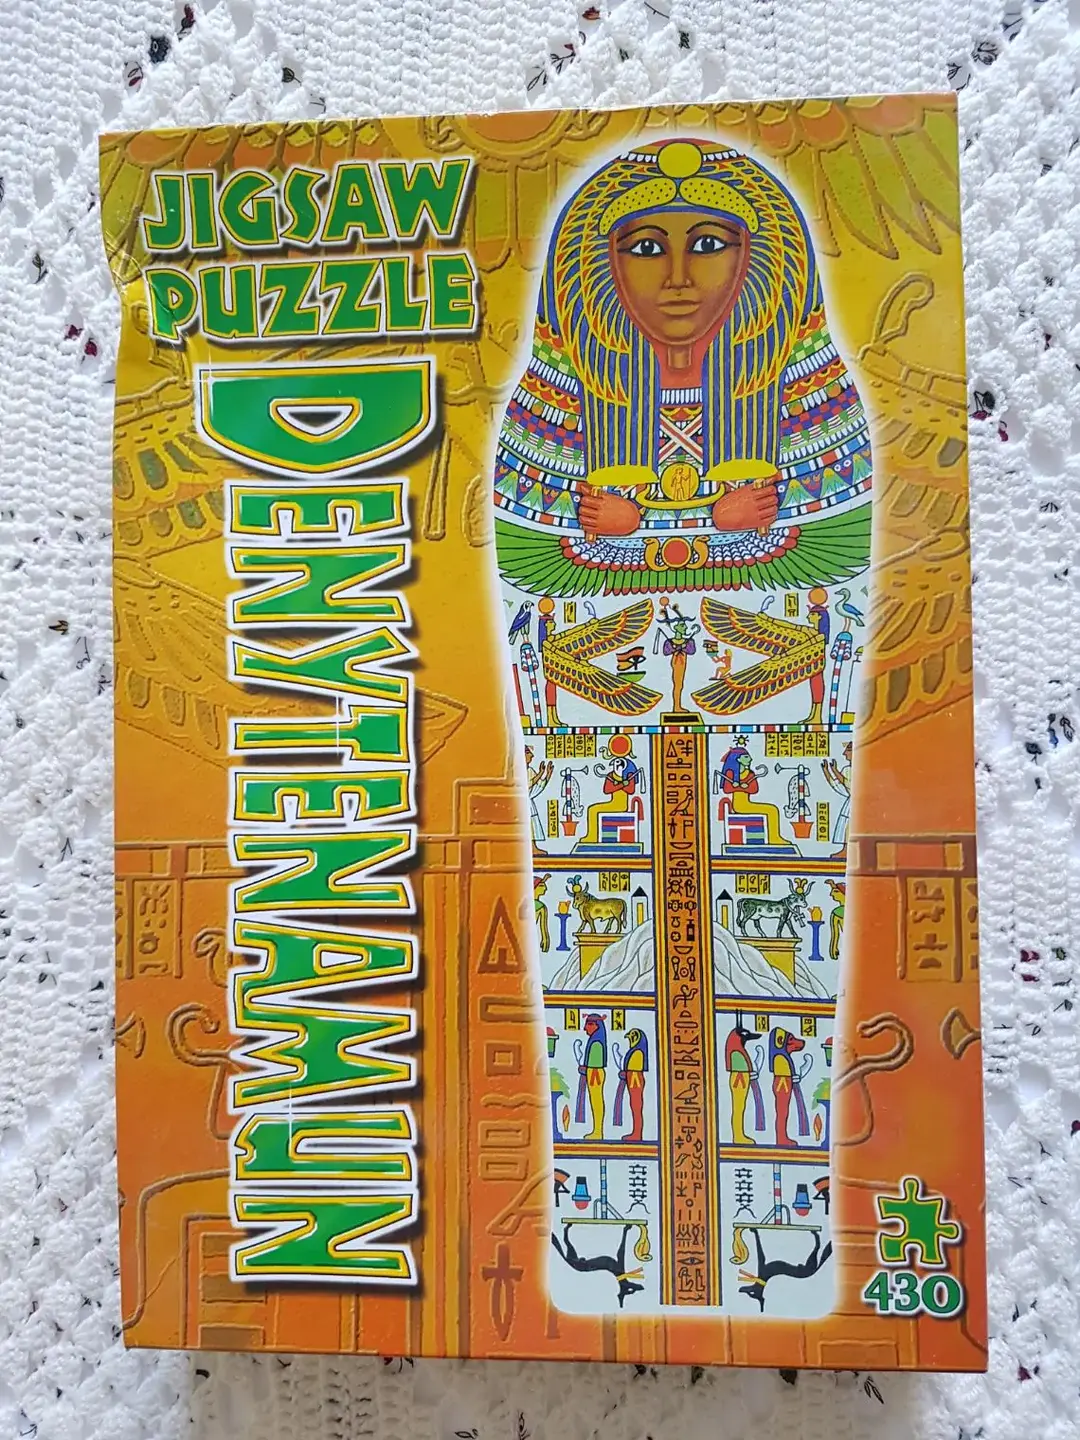 JIGSAW
PUZZLE
DENYTENAMUN
430